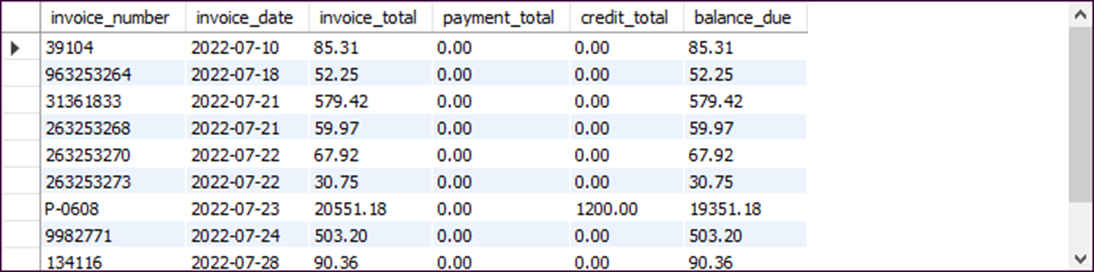 invoice_number invoice_date invoice_total payment_total credit_total balance_due
39104 2022-07-10 85.31 0.00 0.00 85.31
963253264 2022-07-18 52.25 0.00 0.00 52.25
31361833 2022-07-21 579.42 0.00 0.00 579.42
263253268 2022-07-21 59.97 0.00 0.00 59.97
263253270 2022-07-22 67.92 0.00 0.00 67.92
263253273 2022-07-22 30.75 0.00 0.00 30.75
P-0608 2022-07-23 20551.18 0.00 1200.00 19351.18
9982771 2022-07-24 503.20 0.00 0.00 503.20
134116 2022-07-28 90.36 0.00 0.00 90.36